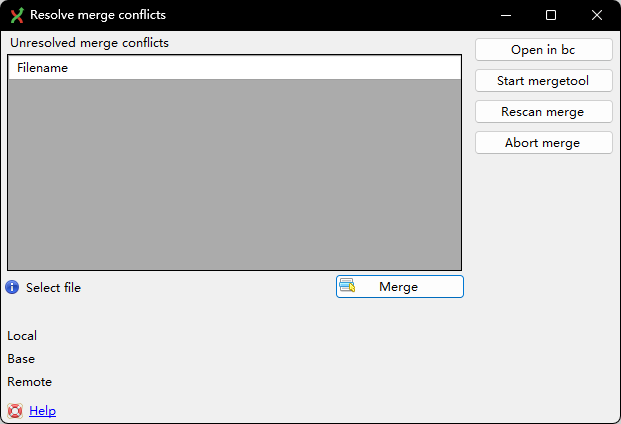 Resolve merge conflicts
Unresolved merge conflicts
Filename
Open in bc
Start mergetool
Rescan merge
Abort merge
Select file
Merge
Local
Base
Remote
Help